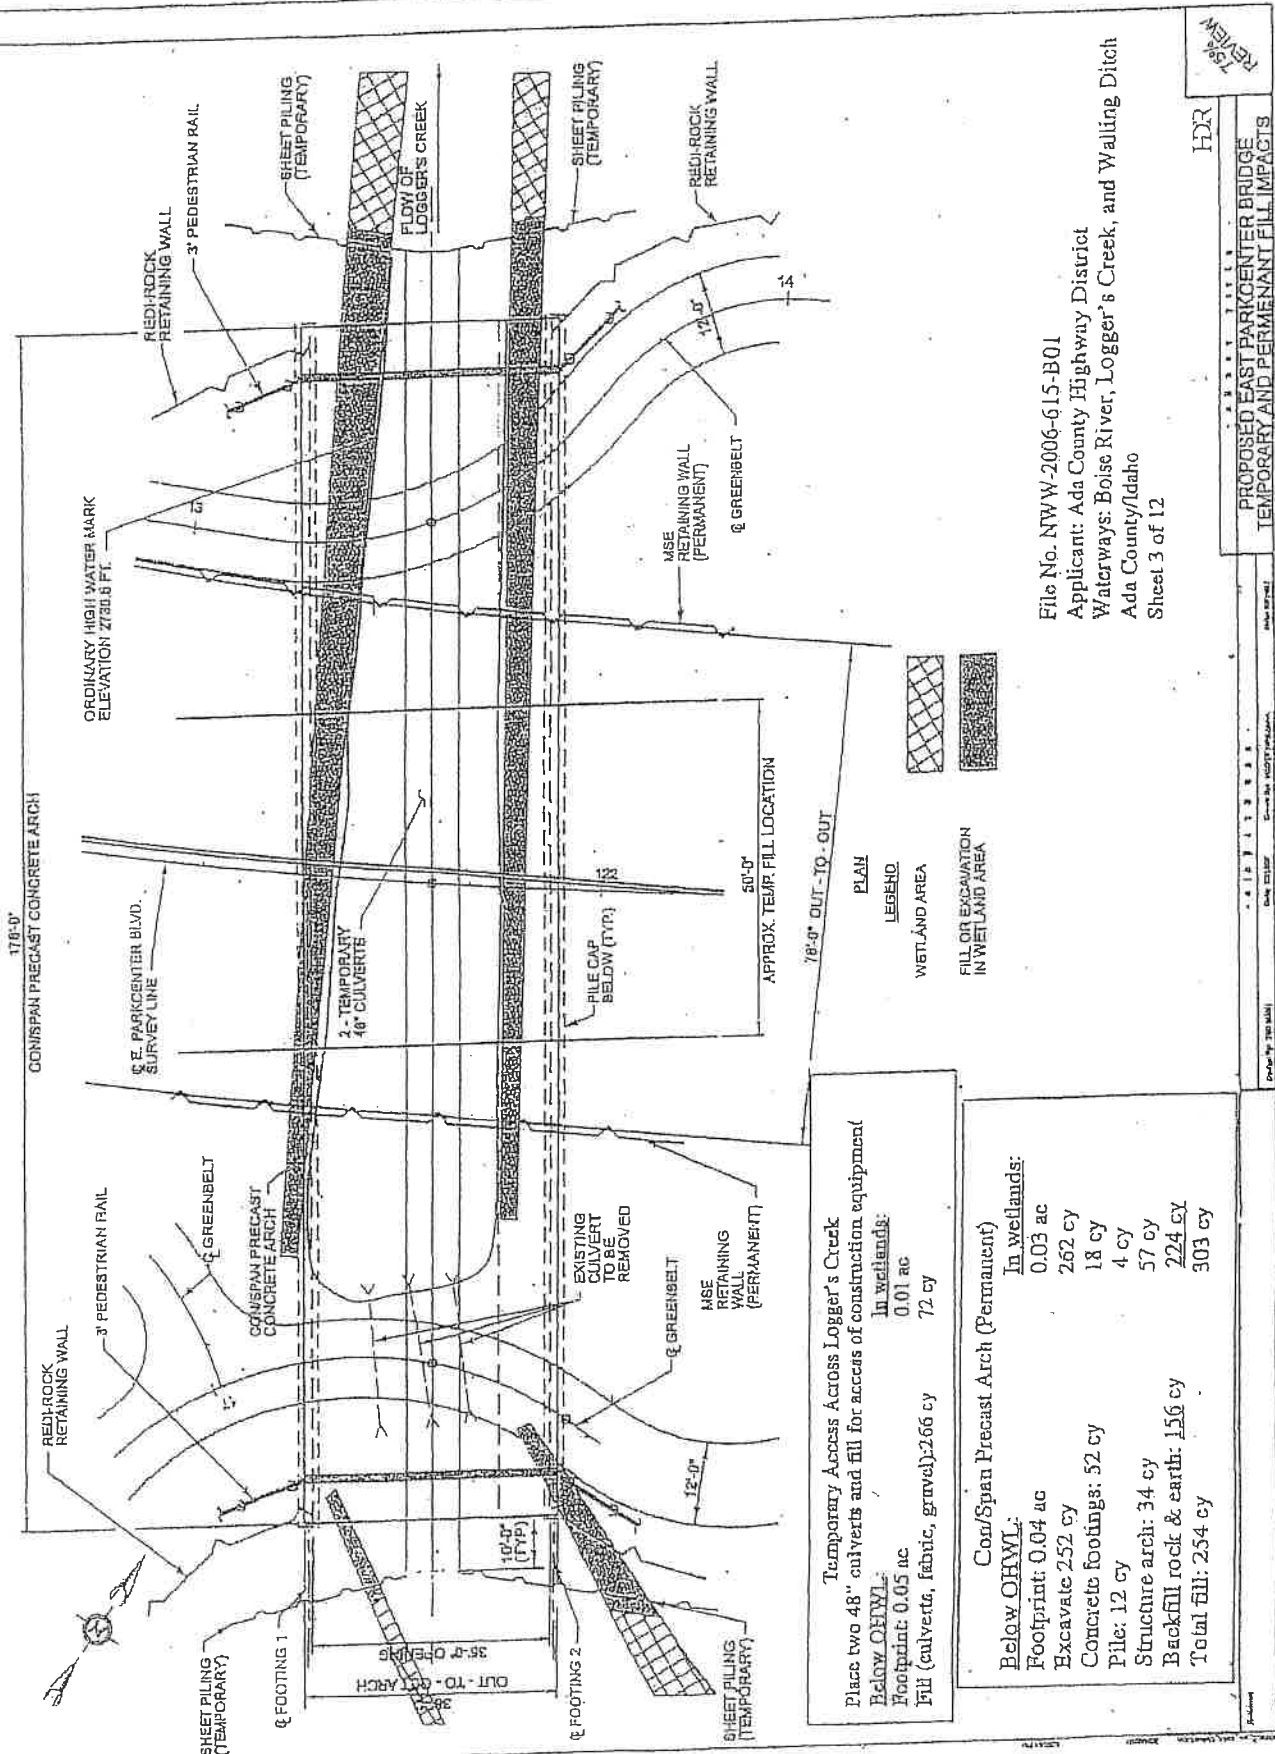 178'-0"
CON/SPAN PRECAST CONCRETE ARCH
REDI-ROCK
RETAINING WALL
3' PEDESTRIAN RAIL
℄ GREENBELT
CON/SPAN PRECAST
CONCRETE ARCH
℄ E. PARKCENTER BLVD.
SURVEY LINE
ORDINARY HIGH WATER MARK
ELEVATION 2730.8 FT.
REDI-ROCK
RETAINING WALL
3' PEDESTRIAN RAIL
SHEET PILING
(TEMPORARY)
FLOW OF
LOGGER'S CREEK
SHEET PILING
(TEMPORARY)
REDI-ROCK
RETAINING WALL
13
14
12'-0"
℄ GREENBELT
MSE
RETAINING WALL
(PERMANENT)
2 - TEMPORARY
48" CULVERTS
122
PILE CAP
BELOW (TYP.)
50'-0"
APPROX. TEMP. FILL LOCATION
78'-0" OUT - TO - OUT
EXISTING
CULVERT
TO BE
REMOVED
MSE
RETAINING
WALL
(PERMANENT)
℄ GREENBELT
12'-0"
10'-0"
(TYP)
SHEET PILING
(TEMPORARY)
℄ FOOTING 1
35'-0" OPENING
OUT - TO - OUT ARCH
℄ FOOTING 2
SHEET PILING
(TEMPORARY)
PLAN
LEGEND
WETLAND AREA
FILL OR EXCAVATION
IN WETLAND AREA
Temporary Access Across Logger's Creek
Place two 48" culverts and fill for access of construction equipment
Below OHWL: In wetlands:
Footprint: 0.05 ac 0.01 ac
Fill (culverts, fabric, gravel): 266 cy 72 cy
Con/Span Precast Arch (Permanent)
Below OHWL: In wetlands:
Footprint: 0.04 ac 0.03 ac
Excavate 252 cy 262 cy
Concrete footings: 52 cy 18 cy
Pile: 12 cy 4 cy
Structure arch: 34 cy 57 cy
Backfill rock & earth: 156 cy 224 cy
Total fill: 254 cy 303 cy
File No. NWW-2006-615-B01
Applicant: Ada County Highway District
Waterways: Boise River, Logger's Creek, and Walling Ditch
Ada County/Idaho
Sheet 3 of 12
HDR
75%
REVIEW
PROPOSED EAST PARKCENTER BRIDGE
TEMPORARY AND PERMENANT FILL IMPACTS